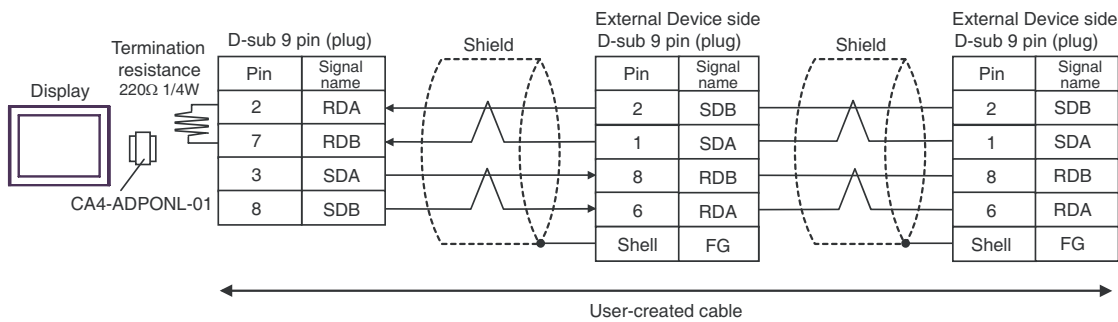 Display
CA4-ADPONL-01
Termination
resistance
220Ω 1/4W
D-sub 9 pin (plug)
Pin Signal name
2 RDA
7 RDB
3 SDA
8 SDB
Shield
External Device side
D-sub 9 pin (plug)
Pin Signal name
2 SDB
1 SDA
8 RDB
6 RDA
Shell FG
Shield
External Device side
D-sub 9 pin (plug)
Pin Signal name
2 SDB
1 SDA
8 RDB
6 RDA
Shell FG
User-created cable